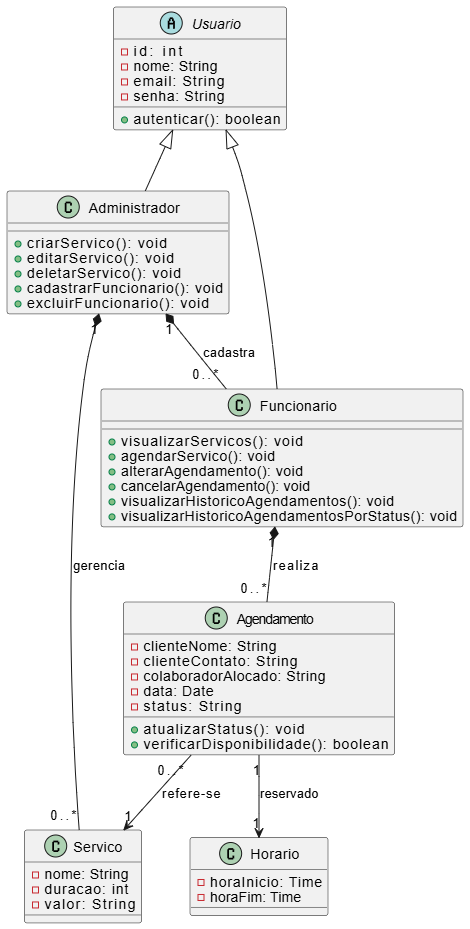 A Usuario
id: int
nome: String
email: String
senha: String
autenticar(): boolean
C Administrador
criarServico(): void
editarServico(): void
deletarServico(): void
cadastrarFuncionario(): void
excluirFuncionario(): void
1
1
cadastra
0..*
C Funcionario
visualizarServicos(): void
agendarServico(): void
alterarAgendamento(): void
cancelarAgendamento(): void
visualizarHistoricoAgendamentos(): void
visualizarHistoricoAgendamentosPorStatus(): void
1
gerencia
realiza
0..*
C Agendamento
clienteNome: String
clienteContato: String
colaboradorAlocado: String
data: Date
status: String
atualizarStatus(): void
verificarDisponibilidade(): boolean
0..*
1
refere-se
reservado
0..*
1
1
C Servico
nome: String
duracao: int
valor: String
C Horario
horaInicio: Time
horaFim: Time